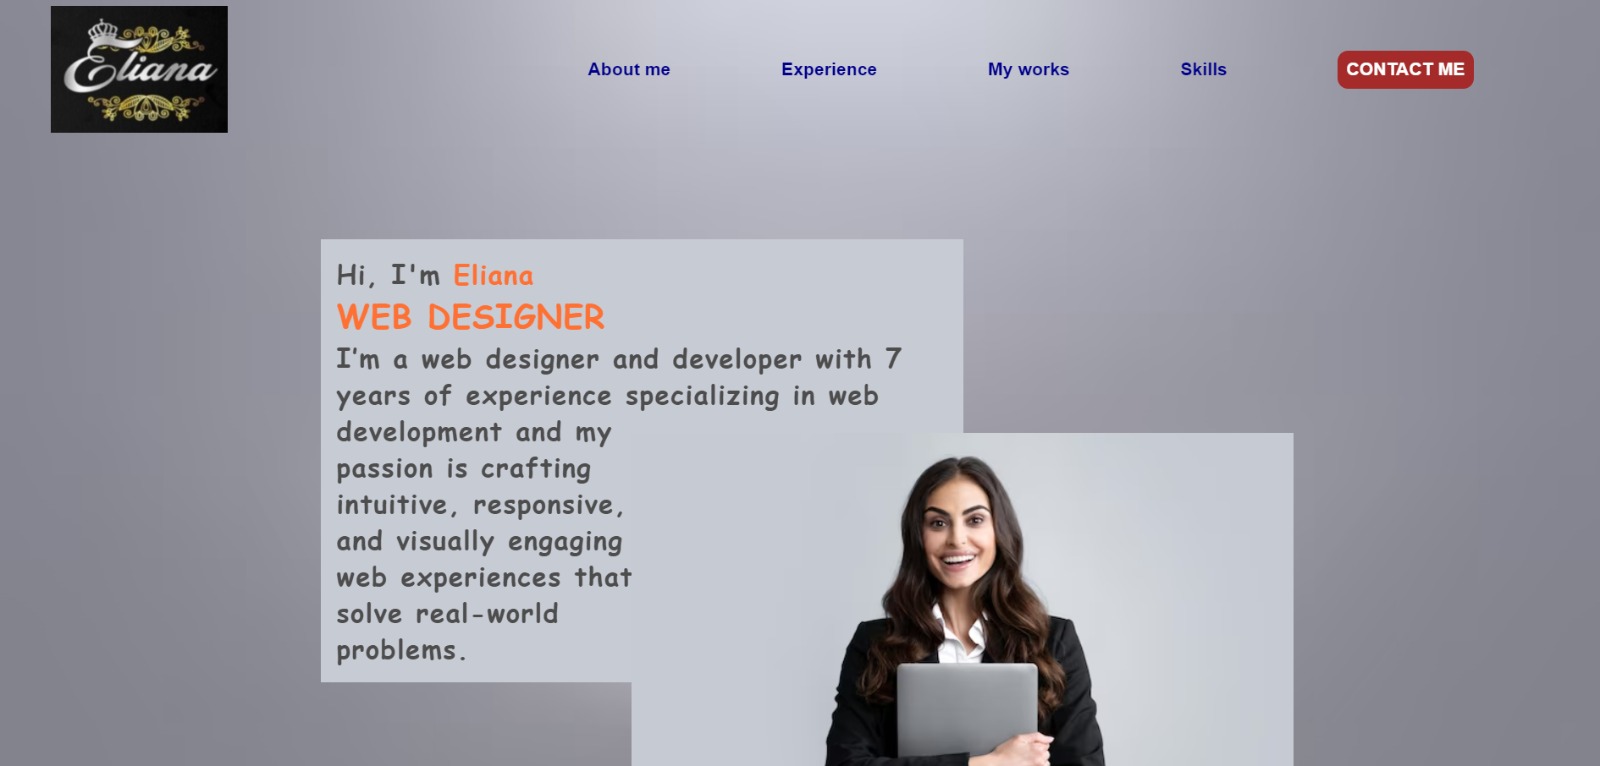 Eliana
About me
Experience
My works
Skills
CONTACT ME
Hi, I'm Eliana
WEB DESIGNER
I’m a web designer and developer with 7
years of experience specializing in web
development and my
passion is crafting
intuitive, responsive,
and visually engaging
web experiences that
solve real-world
problems.